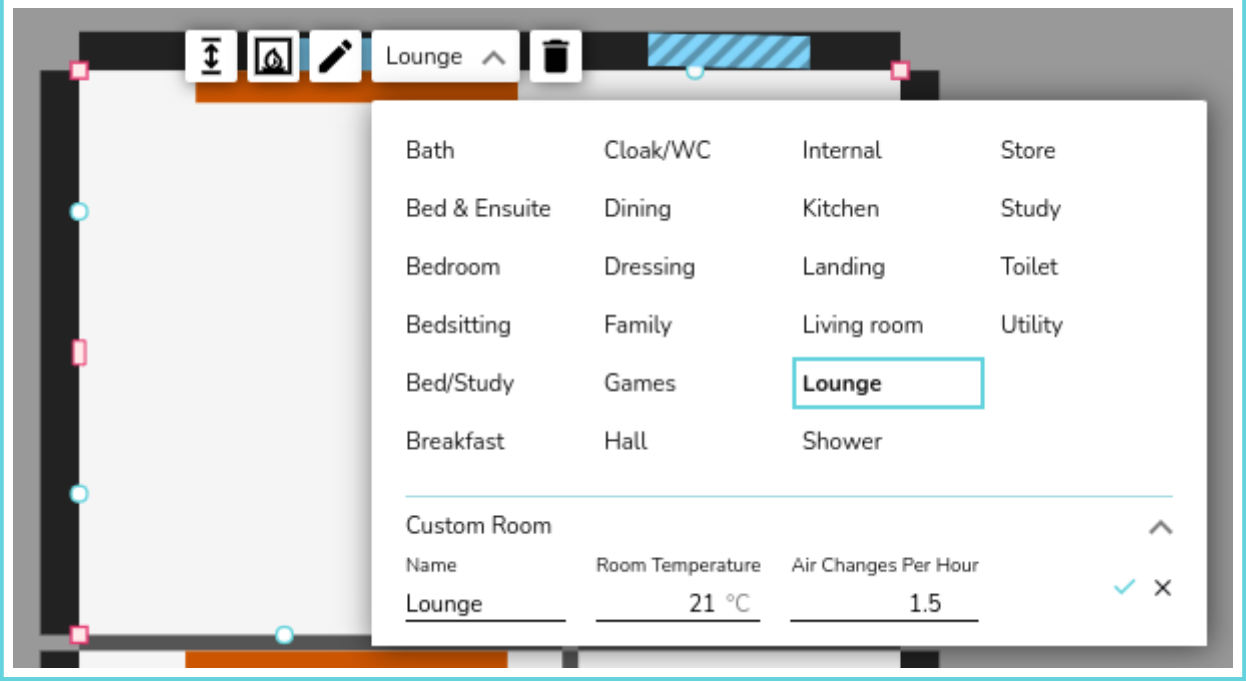 Lounge
Bath Cloak/WC Internal Store
Bed & Ensuite Dining Kitchen Study
Bedroom Dressing Landing Toilet
Bedsitting Family Living room Utility
Bed/Study Games Lounge
Breakfast Hall Shower
Custom Room
Name Room Temperature Air Changes Per Hour
Lounge 21 °C 1.5